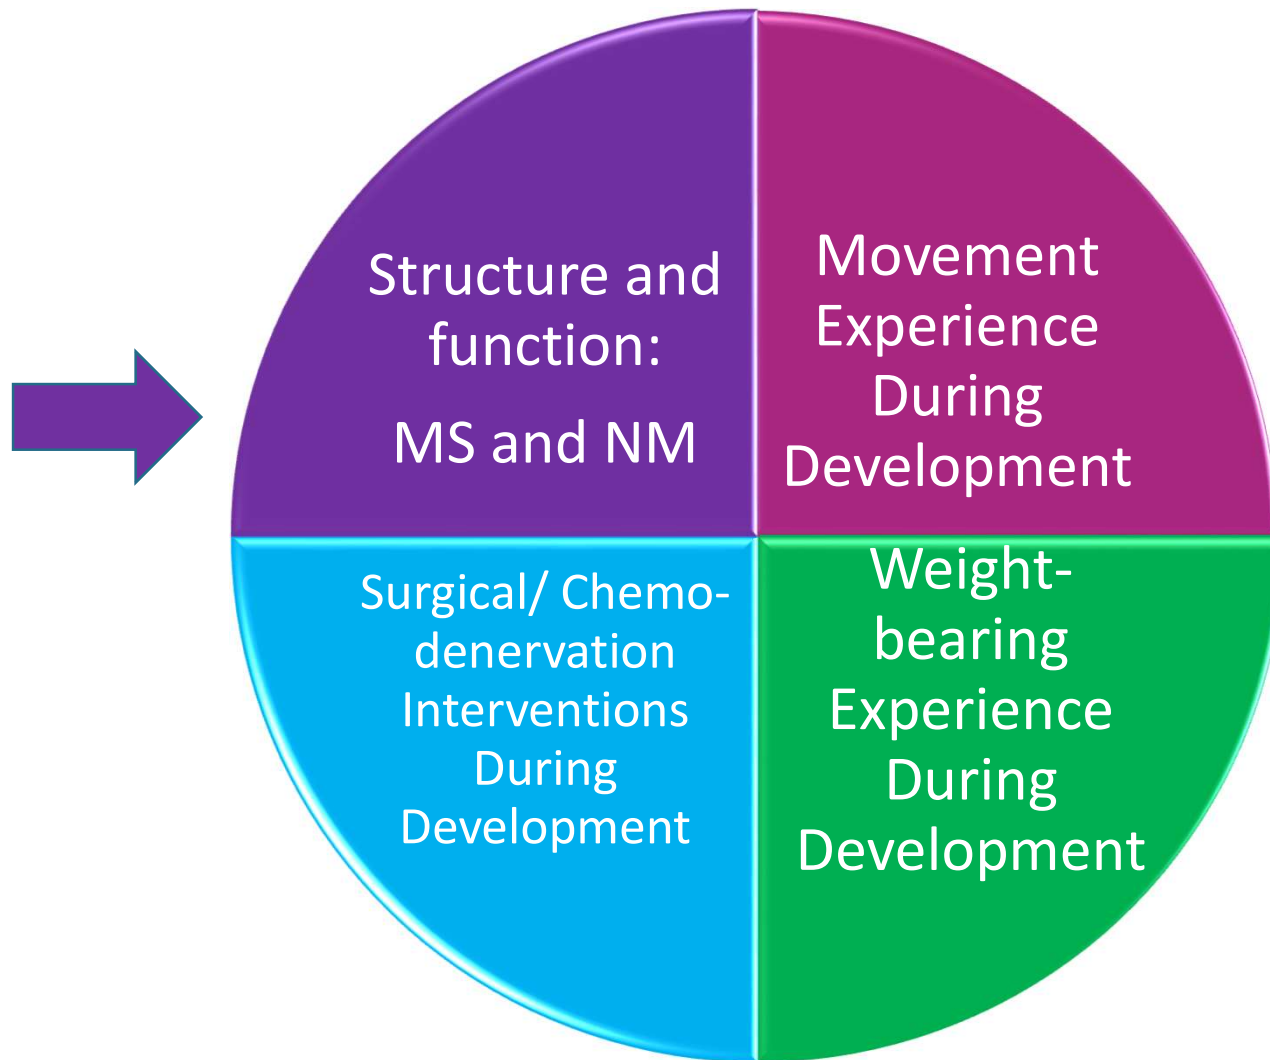 Structure and
function:
MS and NM
Movement
Experience
During
Development
Surgical/ Chemo-
denervation
Interventions
During
Development
Weight-
bearing
Experience
During
Development